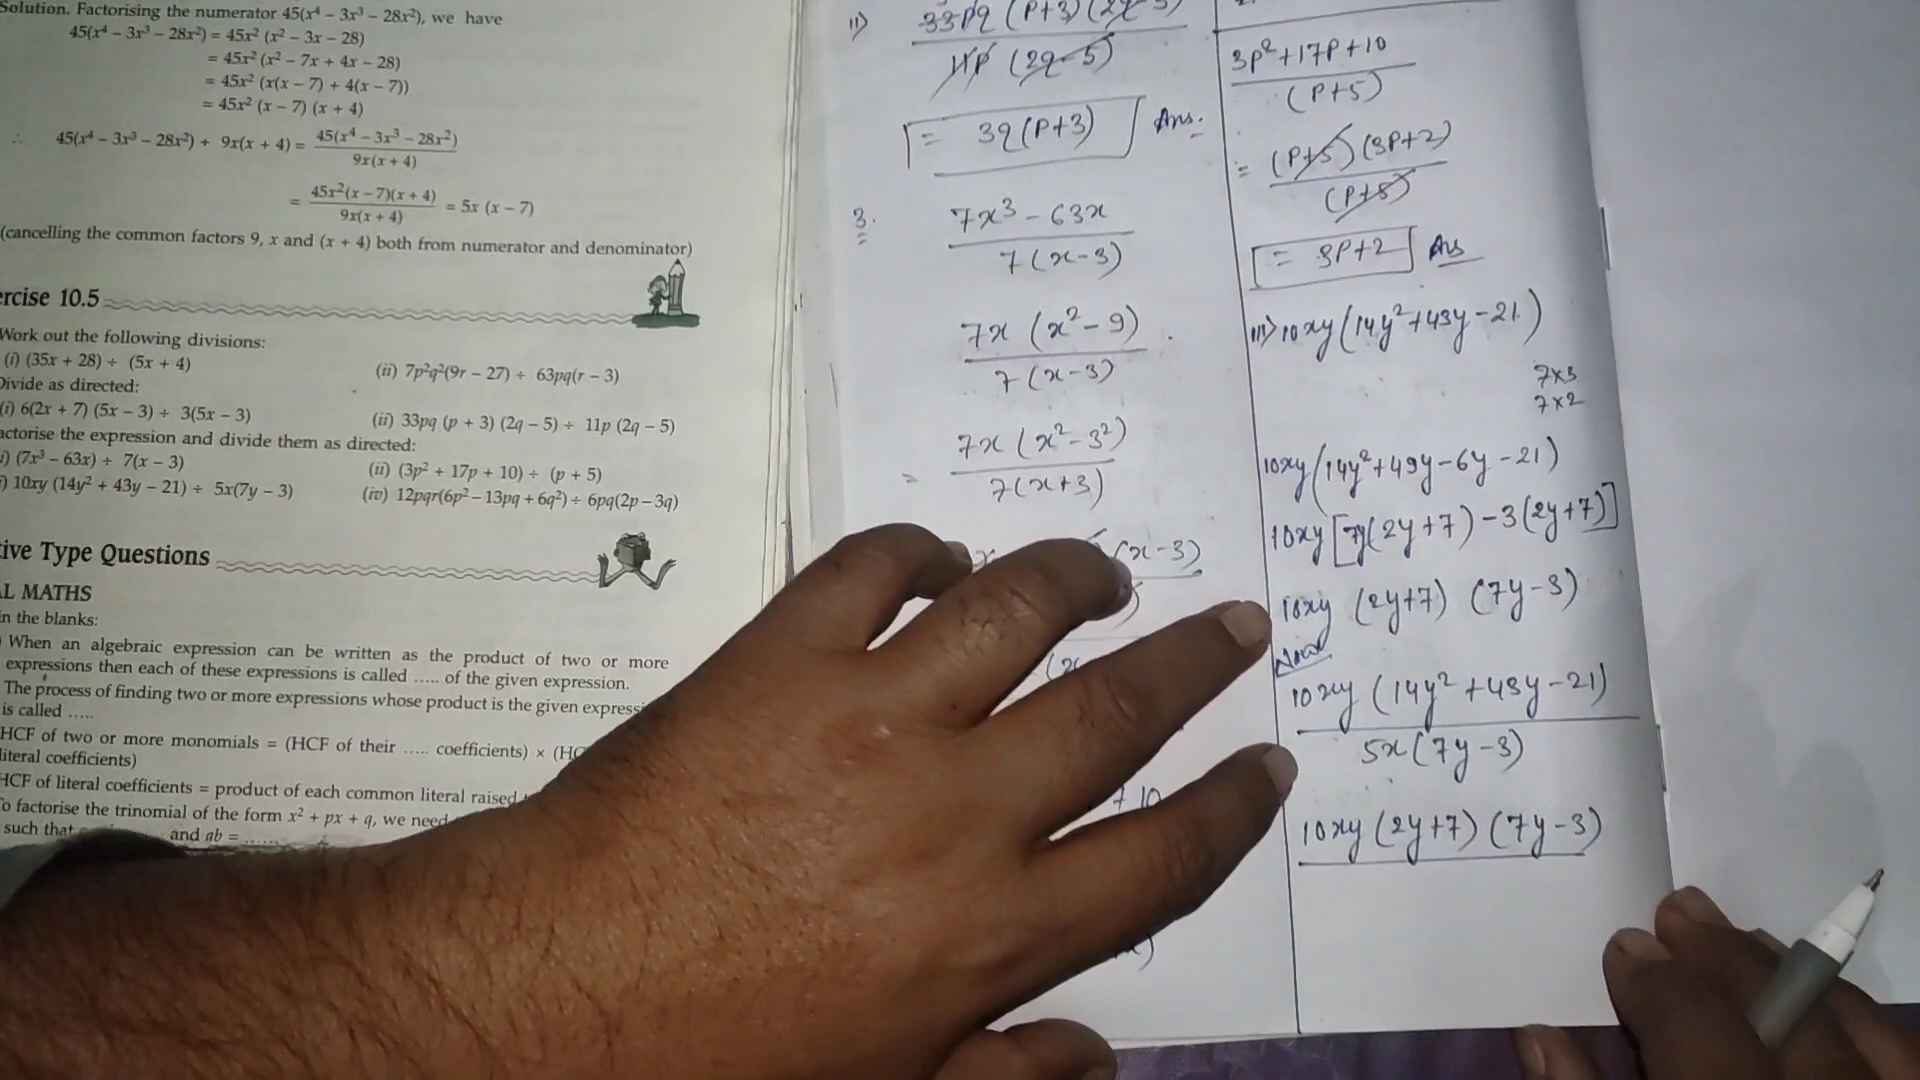 Solution. Factorising the numerator 45(x⁴ – 3x³ – 28x²), we have
45(x⁴ – 3x³ – 28x²) = 45x² (x² – 3x – 28)
= 45x² (x² – 7x + 4x – 28)
= 45x² (x(x – 7) + 4(x – 7))
= 45x² (x – 7) (x + 4)
∴ 45(x⁴ – 3x³ – 28x²) ÷ 9x(x + 4) = 45(x⁴ – 3x³ – 28x²) / 9x(x + 4)
= 45x²(x – 7)(x + 4) / 9x(x + 4) = 5x (x – 7)
(cancelling the common factors 9, x and (x + 4) both from numerator and denominator)
ercise 10.5
Work out the following divisions:
(i) (35x + 28) ÷ (5x + 4)
(ii) 7p²q²(9r – 27) ÷ 63pq(r – 3)
Divide as directed:
(i) 6(2x + 7) (5x – 3) ÷ 3(5x – 3)
(ii) 33pq (p + 3) (2q – 5) ÷ 11p (2q – 5)
actorise the expression and divide them as directed:
i) (7x³ – 63x) ÷ 7(x – 3)
(ii) (3p² + 17p + 10) ÷ (p + 5)
) 10xy (14y² + 43y – 21) ÷ 5x(7y – 3)
(iv) 12pqr(6p² – 13pq + 6q²) ÷ 6pq(2p – 3q)
tive Type Questions
L MATHS
in the blanks:
When an algebraic expression can be written as the product of two or more
expressions then each of these expressions is called ..... of the given expression.
The process of finding two or more expressions whose product is the given express
is called .....
HCF of two or more monomials = (HCF of their ..... coefficients) × (HC
literal coefficients)
HCF of literal coefficients = product of each common literal raised
o factorise the trinomial of the form x² + px + q, we need
such that and ab = ......
ii) 33pq (p+3) (2q-5)
11p (2q-5)
= 3q(p+3) Ans.
3. 7x³ - 63x
7(x-3)
7x (x²-9)
7(x-3)
= 7x (x²-3²)
7(x+3)
(x-3)
(x
+10
3p²+17p+10
(p+5)
= (p+5) (3p+2)
(p+5)
= 3p+2 Ans
iii) 10xy(14y²+43y-21)
7×3
7×2
10xy(14y²+49y-6y-21)
10xy[7y(2y+7)-3(2y+7)]
10xy (2y+7) (7y-3)
Now
10xy (14y²+43y-21)
5x(7y-3)
10xy(2y+7) (7y-3)